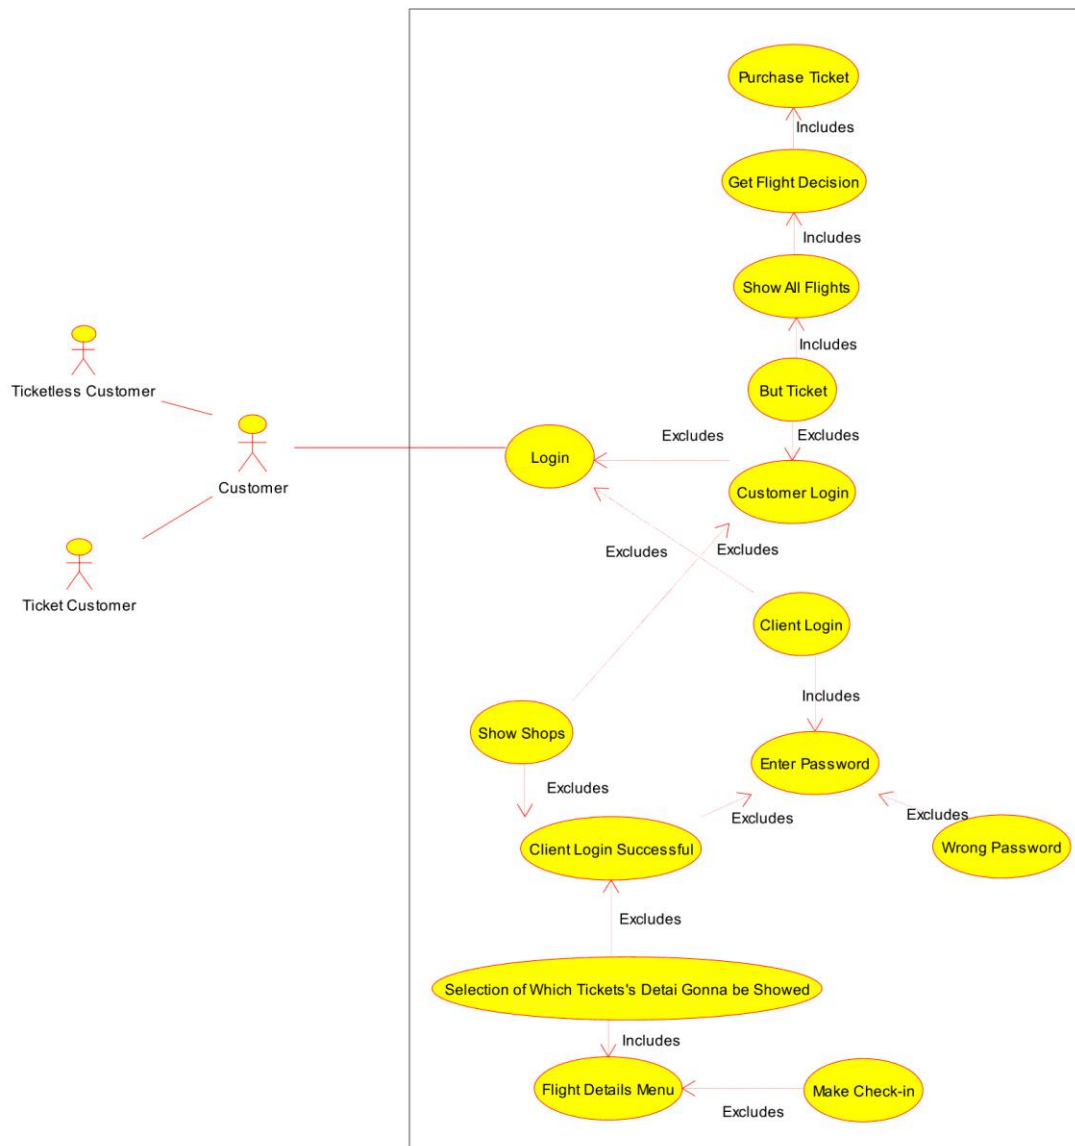 Purchase Ticket
Includes
Get Flight Decision
Includes
Show All Flights
Includes
Ticketless Customer
But Ticket
Excludes
Excludes
Login
Customer
Customer Login
Excludes
Excludes
Ticket Customer
Client Login
Includes
Show Shops
Enter Password
Excludes
Excludes
Excludes
Client Login Successful
Wrong Password
Excludes
Selection of Which Tickets's Detai Gonna be Showed
Includes
Flight Details Menu
Make Check-in
Excludes